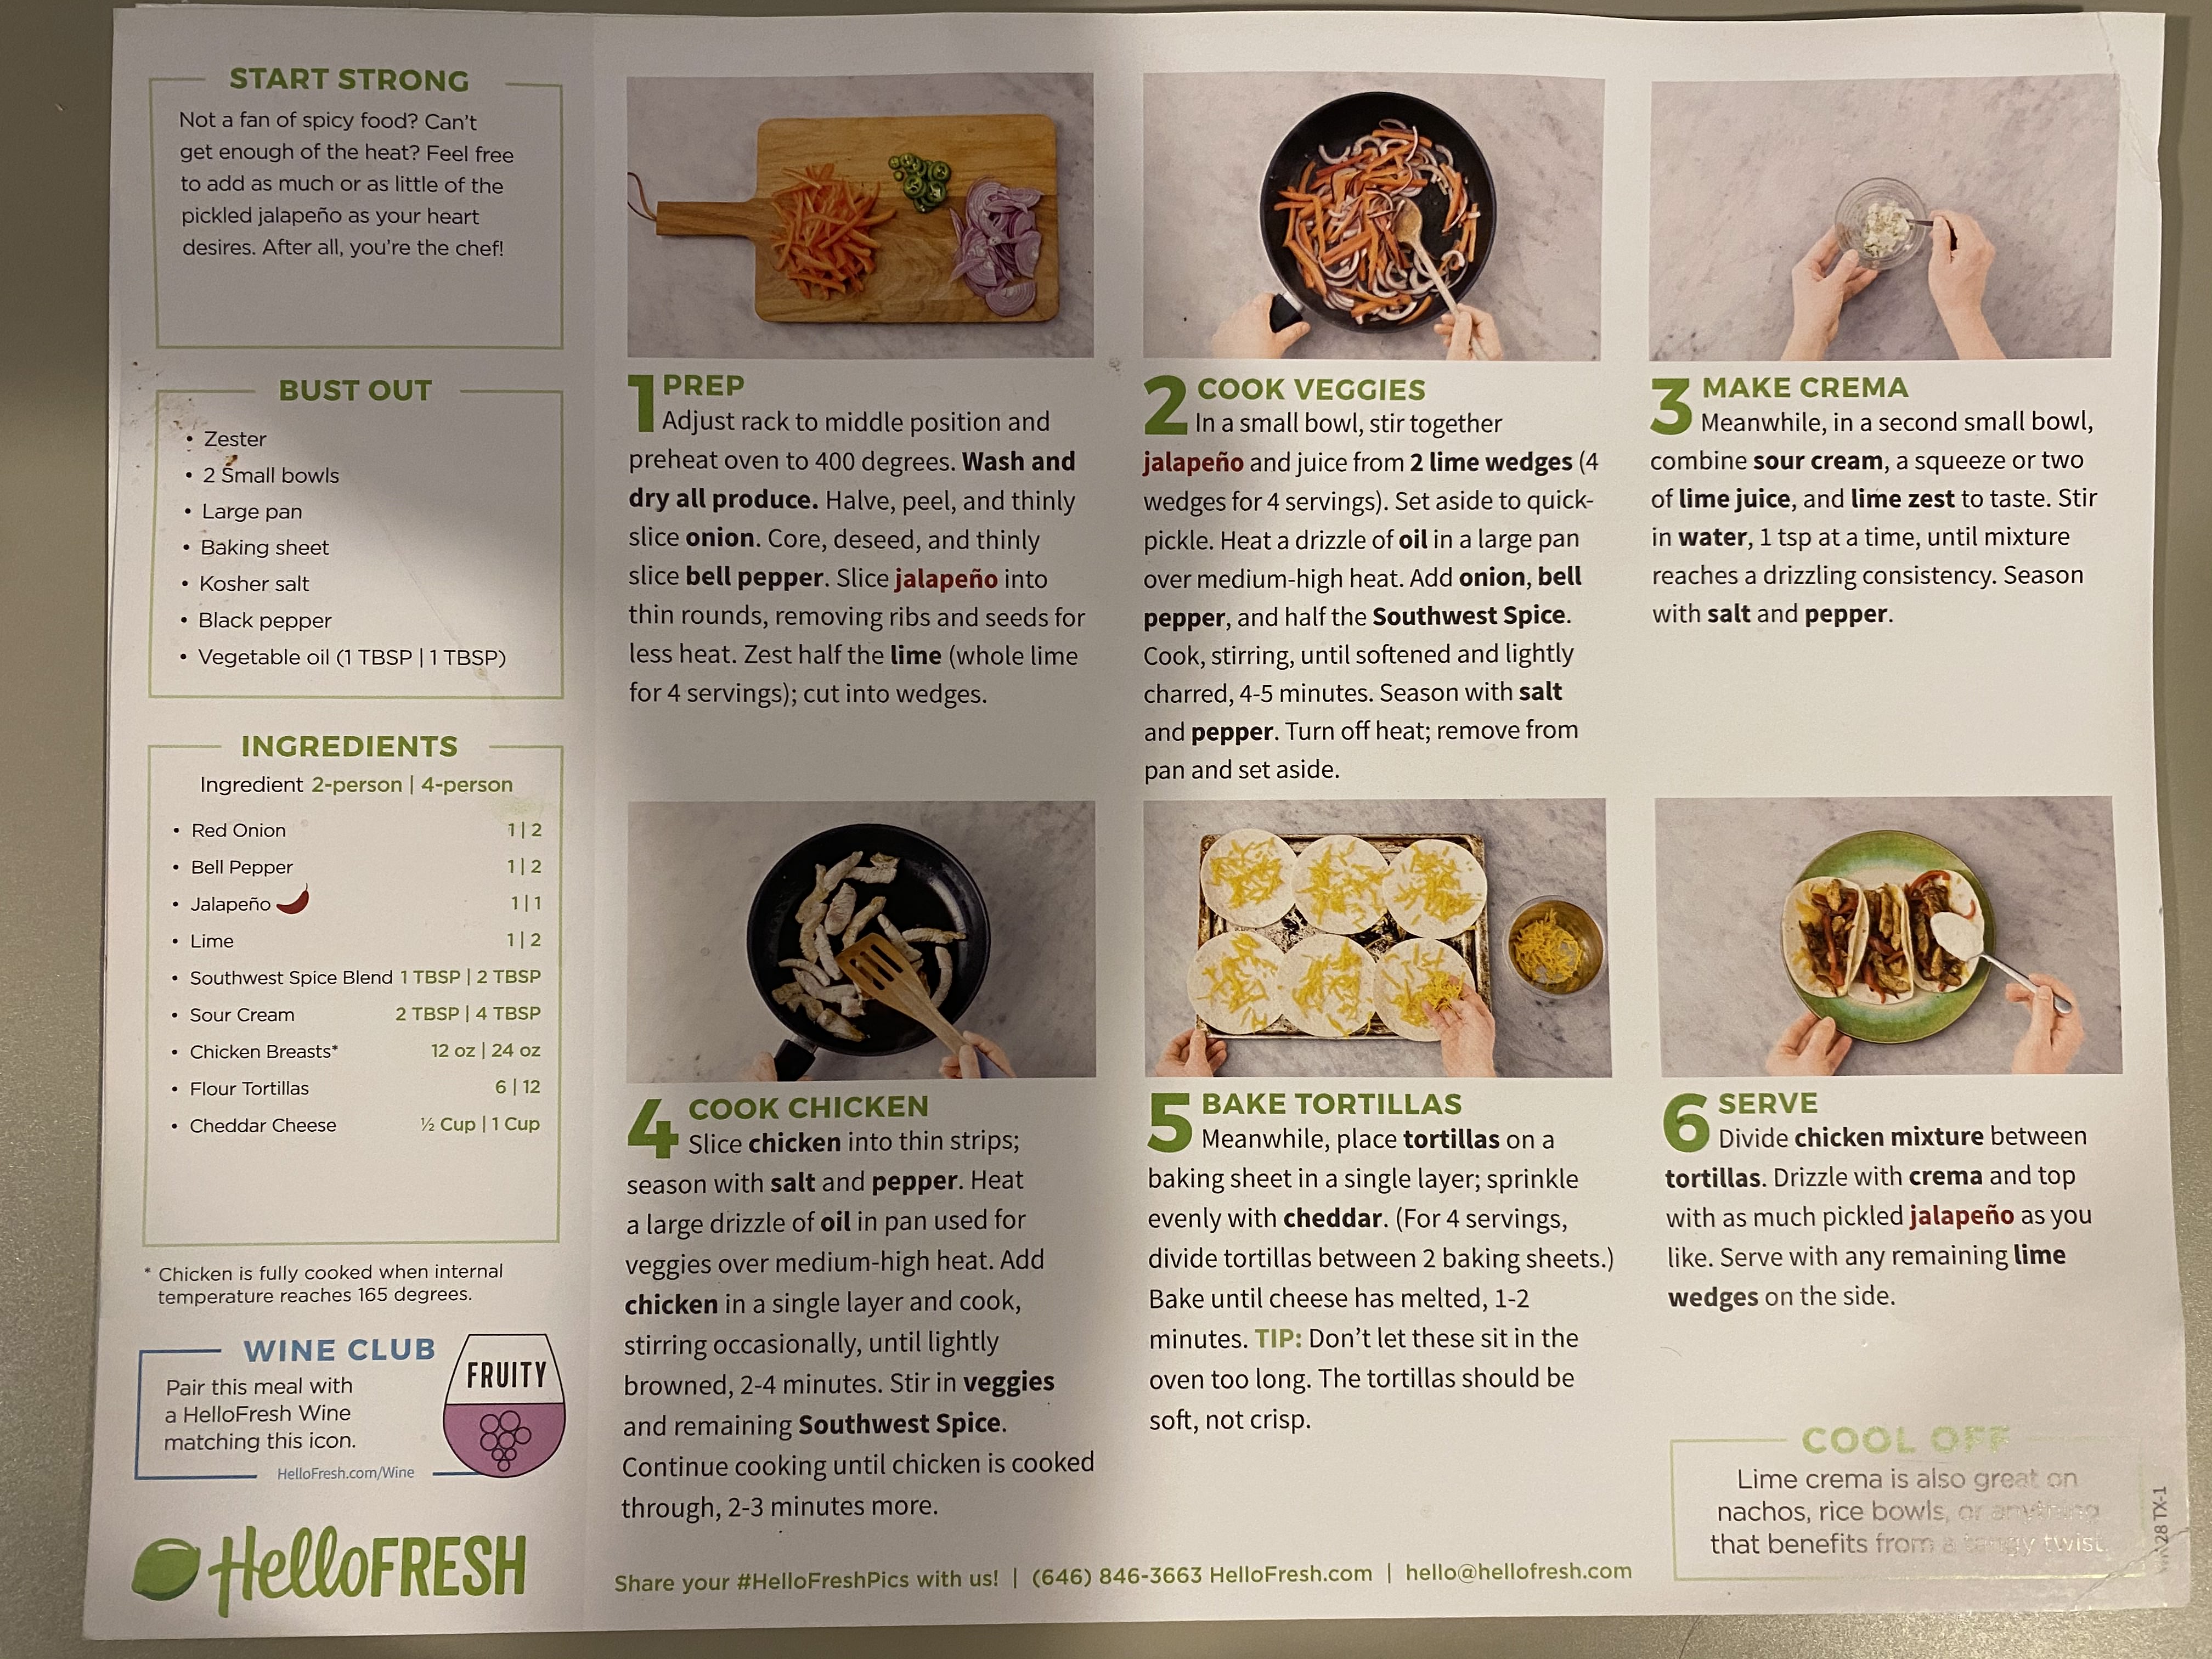 START STRONG
Not a fan of spicy food? Can't
get enough of the heat? Feel free
to add as much or as little of the
pickled jalapeño as your heart
desires. After all, you're the chef!
BUST OUT
• Zester
• 2 Small bowls
• Large pan
• Baking sheet
• Kosher salt
• Black pepper
• Vegetable oil (1 TBSP | 1 TBSP)
INGREDIENTS
Ingredient 2-person | 4-person
• Red Onion 1 | 2
• Bell Pepper 1 | 2
• Jalapeño 1 | 1
• Lime 1 | 2
• Southwest Spice Blend 1 TBSP | 2 TBSP
• Sour Cream 2 TBSP | 4 TBSP
• Chicken Breasts* 12 oz | 24 oz
• Flour Tortillas 6 | 12
• Cheddar Cheese ½ Cup | 1 Cup
* Chicken is fully cooked when internal
temperature reaches 165 degrees.
WINE CLUB
Pair this meal with
a HelloFresh Wine
matching this icon.
HelloFresh.com/Wine
FRUITY
HelloFRESH
1 PREP
Adjust rack to middle position and
preheat oven to 400 degrees. Wash and
dry all produce. Halve, peel, and thinly
slice onion. Core, deseed, and thinly
slice bell pepper. Slice jalapeño into
thin rounds, removing ribs and seeds for
less heat. Zest half the lime (whole lime
for 4 servings); cut into wedges.
2 COOK VEGGIES
In a small bowl, stir together
jalapeño and juice from 2 lime wedges (4
wedges for 4 servings). Set aside to quick-
pickle. Heat a drizzle of oil in a large pan
over medium-high heat. Add onion, bell
pepper, and half the Southwest Spice.
Cook, stirring, until softened and lightly
charred, 4-5 minutes. Season with salt
and pepper. Turn off heat; remove from
pan and set aside.
3 MAKE CREMA
Meanwhile, in a second small bowl,
combine sour cream, a squeeze or two
of lime juice, and lime zest to taste. Stir
in water, 1 tsp at a time, until mixture
reaches a drizzling consistency. Season
with salt and pepper.
4 COOK CHICKEN
Slice chicken into thin strips;
season with salt and pepper. Heat
a large drizzle of oil in pan used for
veggies over medium-high heat. Add
chicken in a single layer and cook,
stirring occasionally, until lightly
browned, 2-4 minutes. Stir in veggies
and remaining Southwest Spice.
Continue cooking until chicken is cooked
through, 2-3 minutes more.
5 BAKE TORTILLAS
Meanwhile, place tortillas on a
baking sheet in a single layer; sprinkle
evenly with cheddar. (For 4 servings,
divide tortillas between 2 baking sheets.)
Bake until cheese has melted, 1-2
minutes. TIP: Don't let these sit in the
oven too long. The tortillas should be
soft, not crisp.
6 SERVE
Divide chicken mixture between
tortillas. Drizzle with crema and top
with as much pickled jalapeño as you
like. Serve with any remaining lime
wedges on the side.
COOL OFF
Lime crema is also great on
nachos, rice bowls, or anything
that benefits from a tangy twist.
28 TX-1
Share your #HelloFreshPics with us! | (646) 846-3663 HelloFresh.com | hello@hellofresh.com